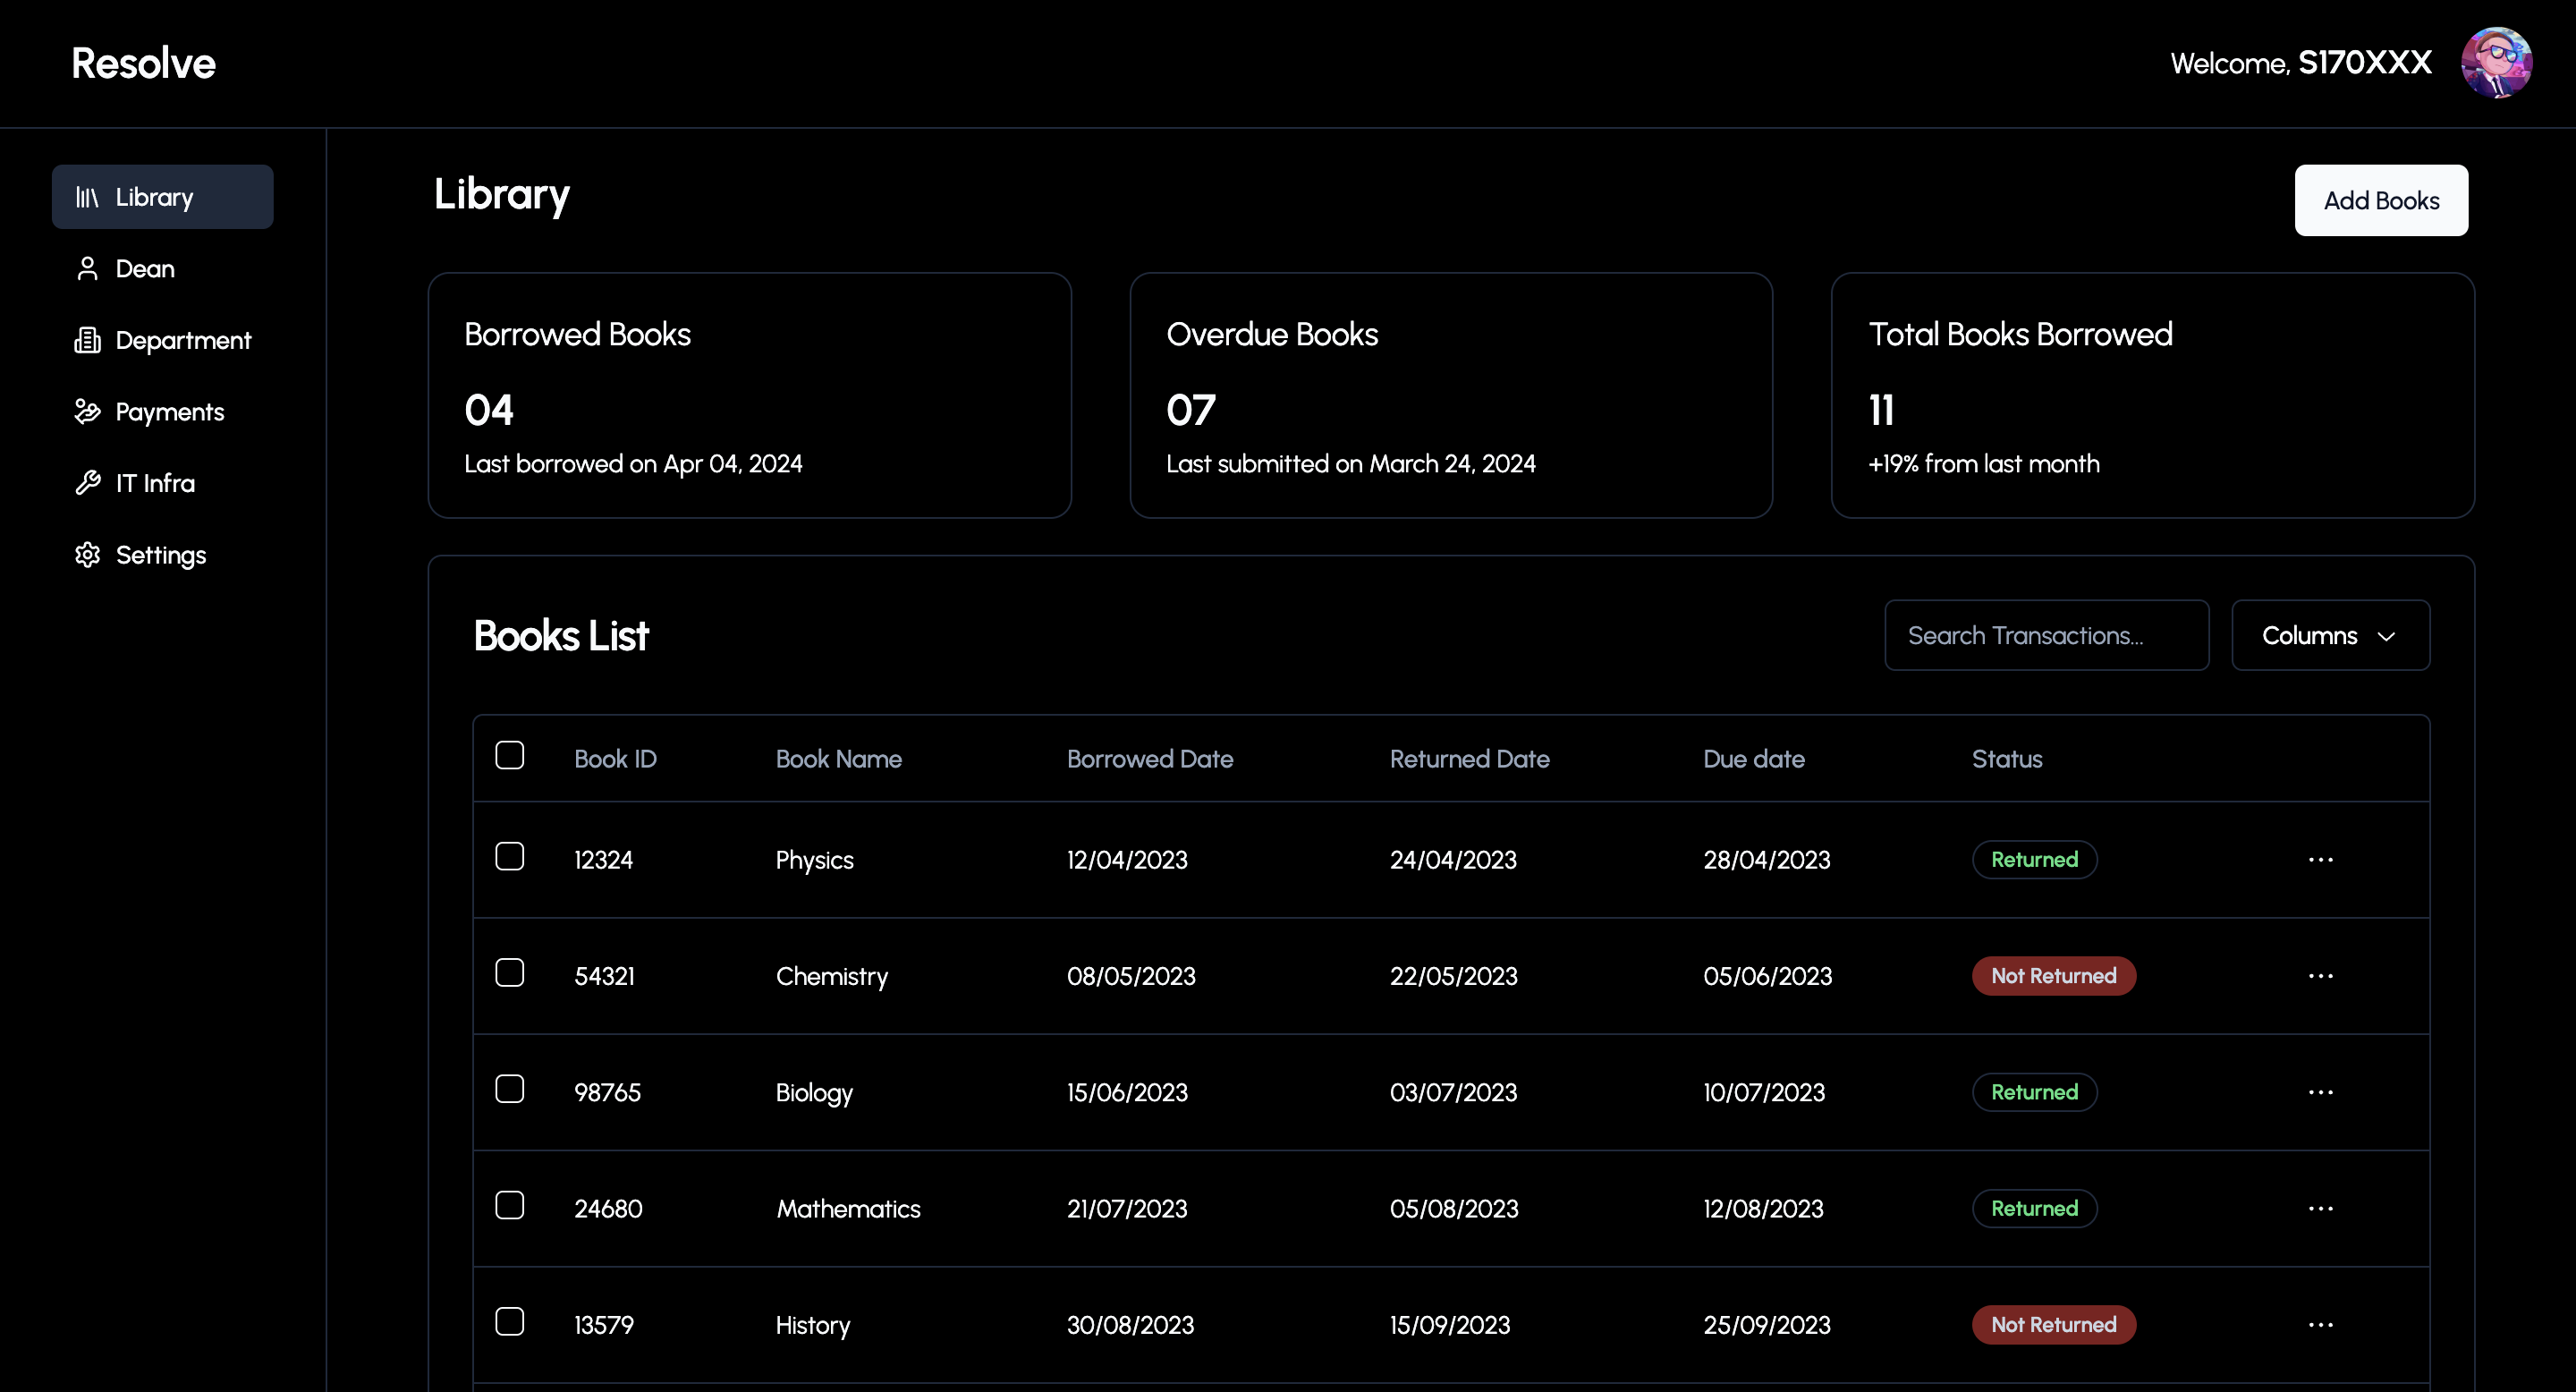 Resolve
Welcome, S170XXX
Library
Dean
Department
Payments
IT Infra
Settings
Library
Add Books
Borrowed Books
04
Last borrowed on Apr 04, 2024
Overdue Books
07
Last submitted on March 24, 2024
Total Books Borrowed
11
+19% from last month
Books List
Search Transactions...
Columns
Book ID Book Name Borrowed Date Returned Date Due date Status
12324 Physics 12/04/2023 24/04/2023 28/04/2023 Returned ...
54321 Chemistry 08/05/2023 22/05/2023 05/06/2023 Not Returned ...
98765 Biology 15/06/2023 03/07/2023 10/07/2023 Returned ...
24680 Mathematics 21/07/2023 05/08/2023 12/08/2023 Returned ...
13579 History 30/08/2023 15/09/2023 25/09/2023 Not Returned ...